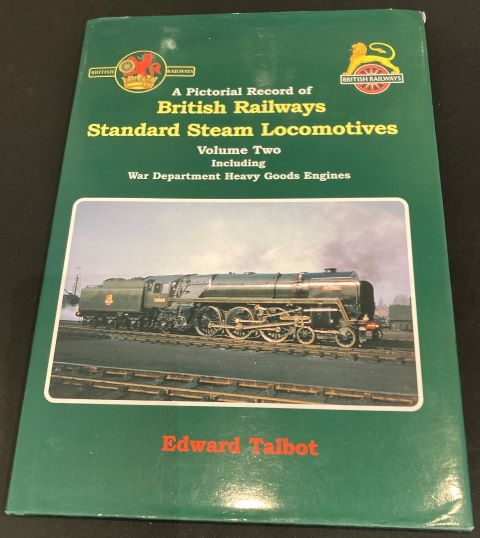 BRITISH RAILWAYS
BRITISH RAILWAYS
A Pictorial Record of
British Railways
Standard Steam Locomotives
Volume Two
Including
War Department Heavy Goods Engines
Edward Talbot